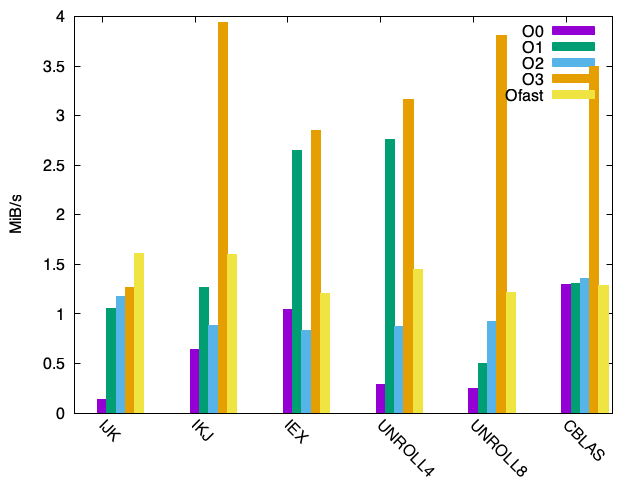 4
3.5
3
2.5
2
1.5
1
0.5
0
MiB/s
O0
O1
O2
O3
Ofast
IJK
IKJ
IEX
UNROLL4
UNROLL8
CBLAS